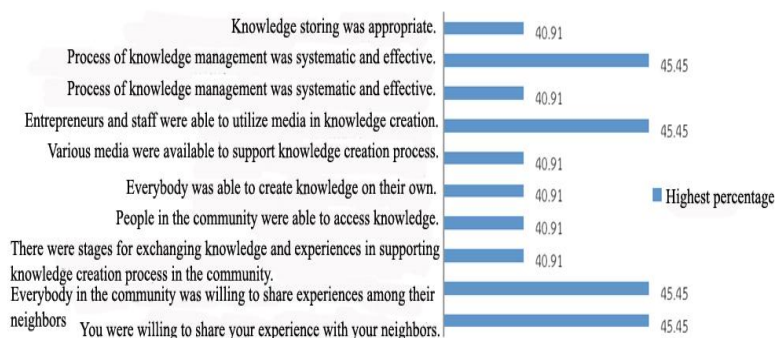 Knowledge storing was appropriate.
40.91
Process of knowledge management was systematic and effective.
45.45
Process of knowledge management was systematic and effective.
40.91
Entrepreneurs and staff were able to utilize media in knowledge creation.
45.45
Various media were available to support knowledge creation process.
40.91
Everybody was able to create knowledge on their own.
40.91
Highest percentage
People in the community were able to access knowledge.
40.91
There were stages for exchanging knowledge and experiences in supporting
knowledge creation process in the community.
40.91
Everybody in the community was willing to share experiences among their
neighbors
45.45
You were willing to share your experience with your neighbors.
45.45